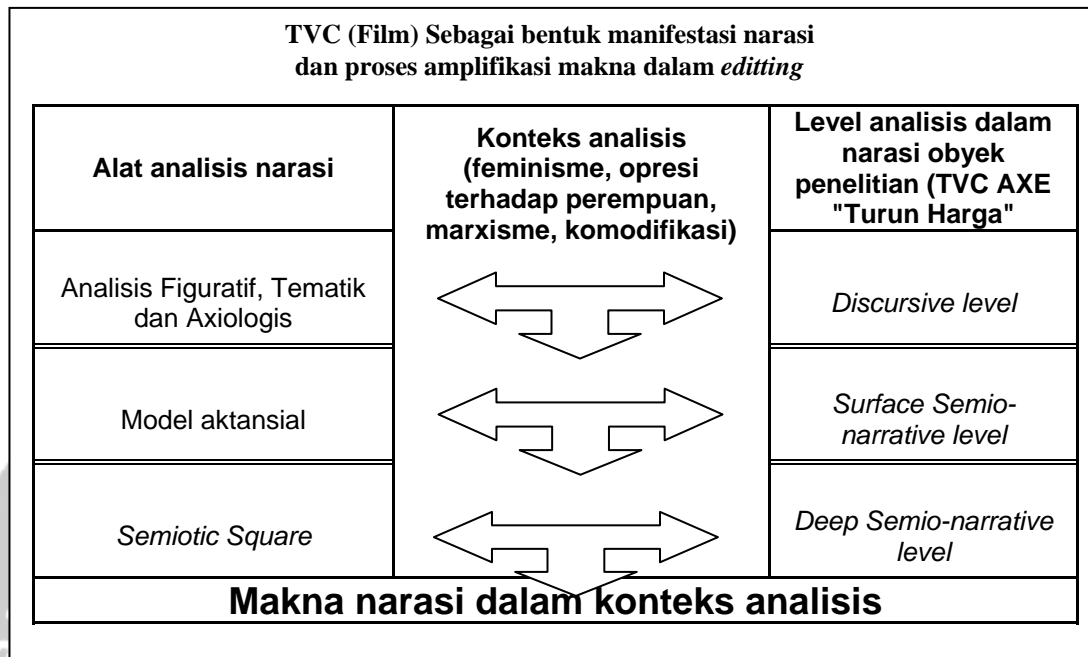 TVC (Film) Sebagai bentuk manifestasi narasi
dan proses amplifikasi makna dalam editting
Alat analisis narasi
Konteks analisis
(feminisme, opresi
terhadap perempuan,
marxisme, komodifikasi)
Level analisis dalam
narasi obyek
penelitian (TVC AXE
"Turun Harga"
Analisis Figuratif, Tematik
dan Axiologis
Discursive level
Model aktansial
Surface Semio-
narrative level
Semiotic Square
Deep Semio-narrative
level
Makna narasi dalam konteks analisis